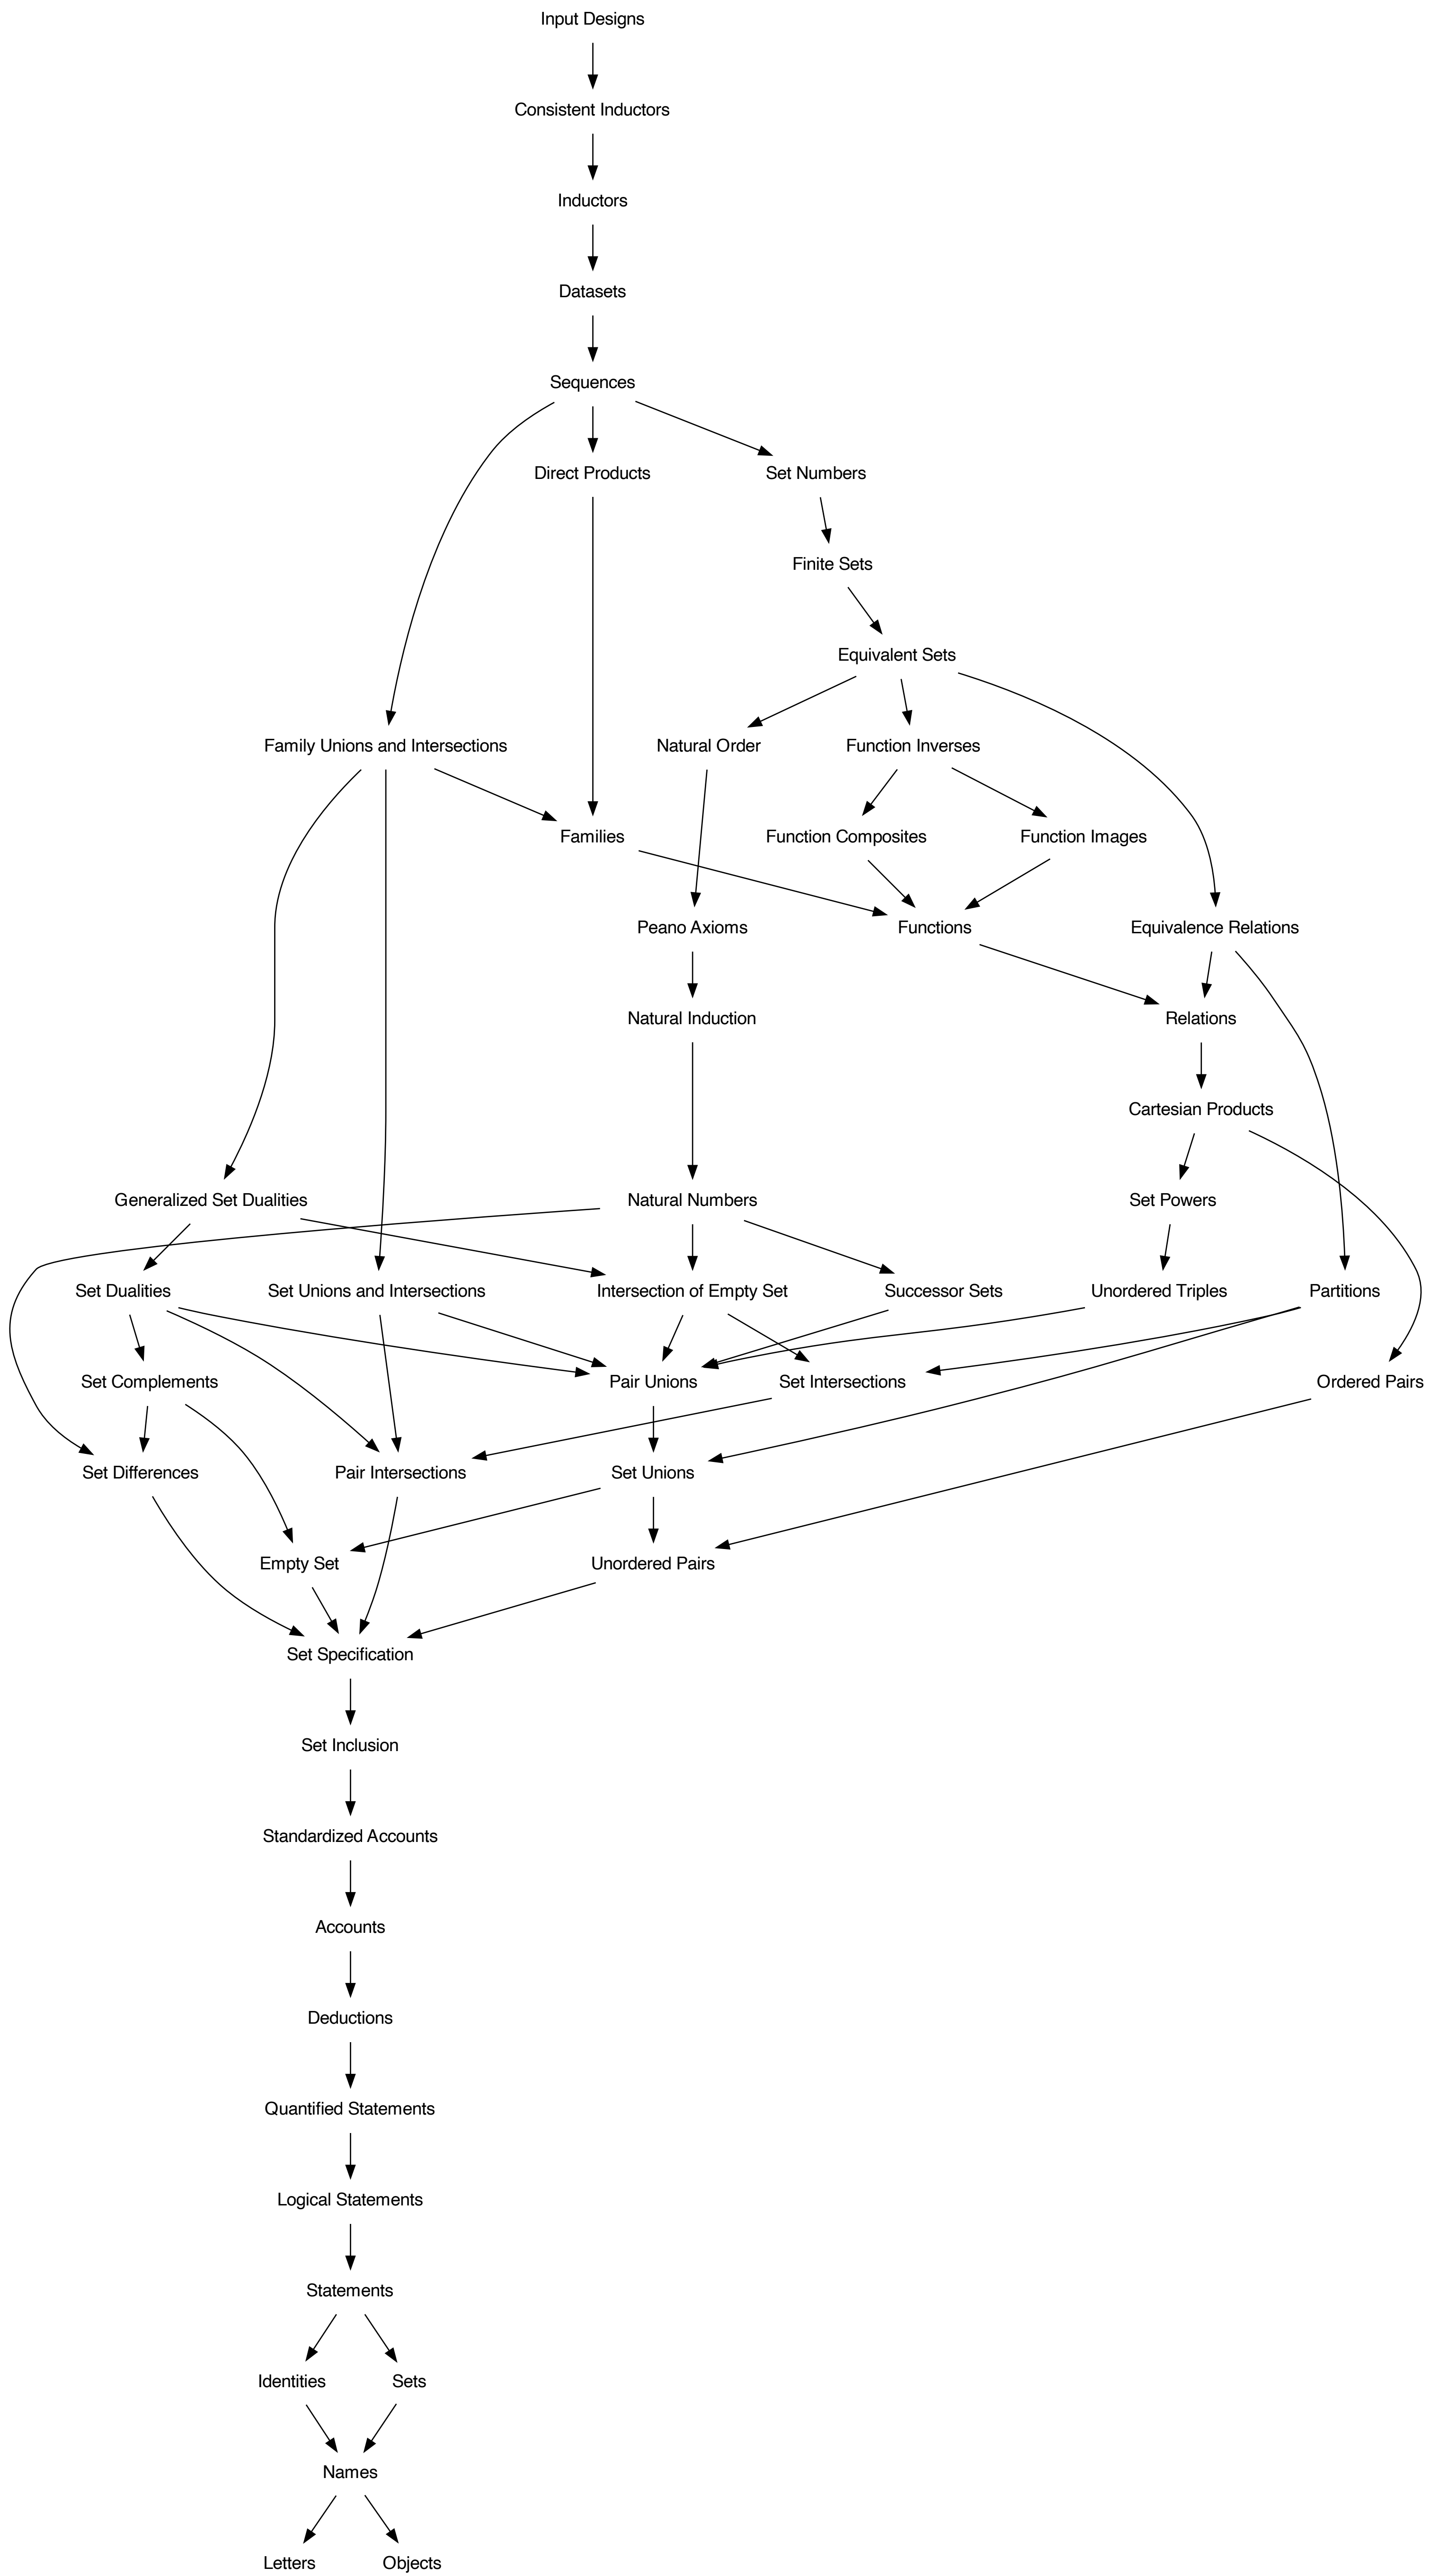 Input Designs
Consistent Inductors
Inductors
Datasets
Sequences
Direct Products
Set Numbers
Finite Sets
Equivalent Sets
Family Unions and Intersections
Natural Order
Function Inverses
Families
Function Composites
Function Images
Peano Axioms
Functions
Equivalence Relations
Natural Induction
Relations
Cartesian Products
Generalized Set Dualities
Natural Numbers
Set Powers
Set Dualities
Set Unions and Intersections
Intersection of Empty Set
Successor Sets
Unordered Triples
Partitions
Set Complements
Pair Unions
Set Intersections
Ordered Pairs
Set Differences
Pair Intersections
Set Unions
Empty Set
Unordered Pairs
Set Specification
Set Inclusion
Standardized Accounts
Accounts
Deductions
Quantified Statements
Logical Statements
Statements
Identities
Sets
Names
Letters
Objects